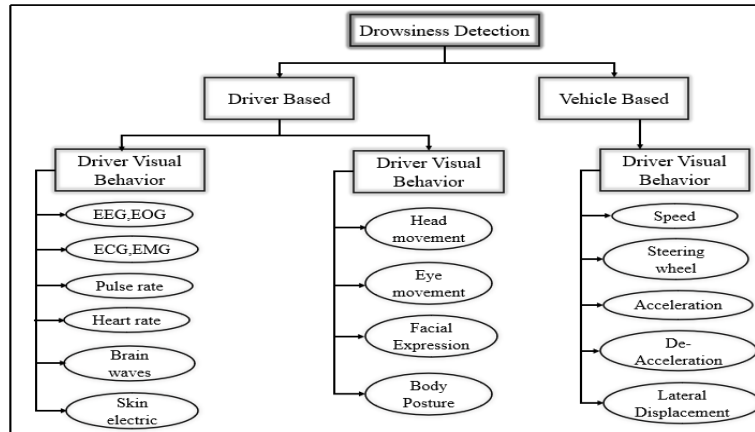 Drowsiness Detection
Driver Based
Vehicle Based
Driver Visual
Behavior
EEG,EOG
ECG,EMG
Pulse rate
Heart rate
Brain
waves
Skin
electric
Driver Visual
Behavior
Head
movement
Eye
movement
Facial
Expression
Body
Posture
Driver Visual
Behavior
Speed
Steering
wheel
Acceleration
De-
Acceleration
Lateral
Displacement